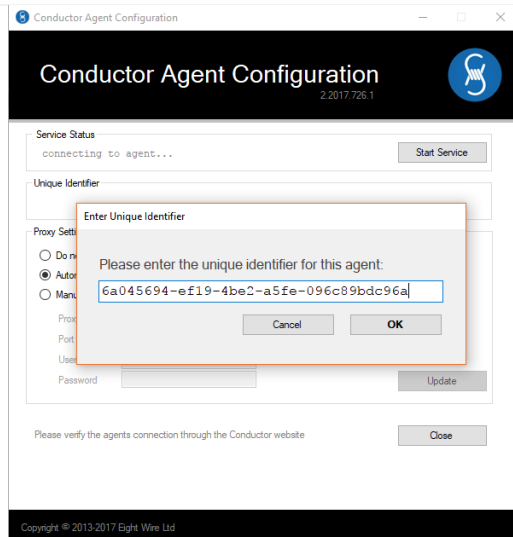 Conductor Agent Configuration
Conductor Agent Configuration
2.2017.726.1
Service Status
connecting to agent...
Start Service
Unique Identifier
Enter Unique Identifier
Please enter the unique identifier for this agent:
6a045694-ef19-4be2-a5fe-096c89bdc96a
Cancel
OK
Proxy Setti
Do n
Autor
Manu
Prox
Port
User
Password
Update
Please verify the agents connection through the Conductor website
Close
Copyright © 2013-2017 Eight Wire Ltd